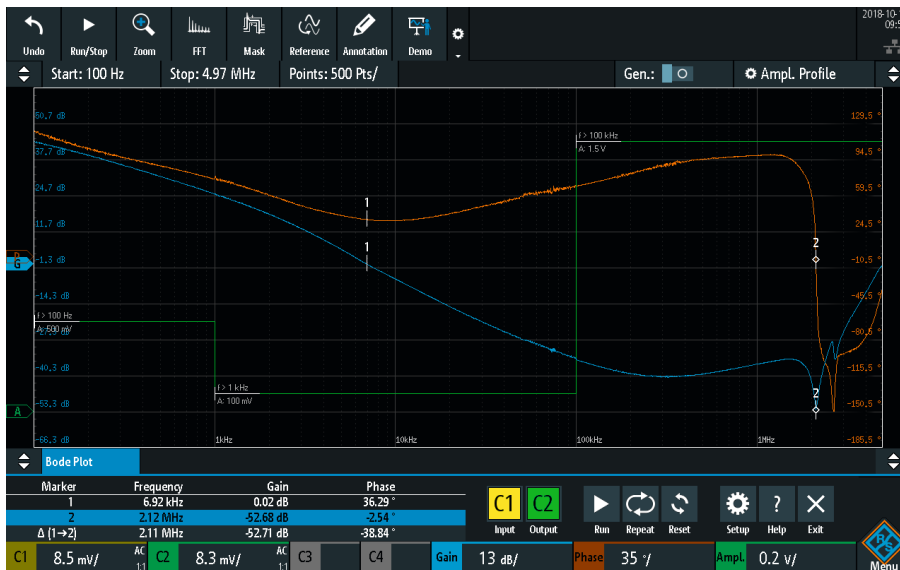 2018-10-
09:5
Undo Run/Stop Zoom FFT Mask Reference Annotation Demo
Start: 100 Hz Stop: 4.97 MHz Points: 500 Pts/ Gen.: Ampl. Profile
50.7 dB 129.5 °
37.7 dB 94.5 °
24.7 dB 59.5 °
11.7 dB 24.5 °
-1.3 dB -10.5 °
-14.3 dB -45.5 °
-27.3 dB -80.5 °
-40.3 dB -115.5 °
-53.3 dB -150.5 °
-66.3 dB -185.5 °
f > 100 kHz
A: 1.5 V
1
1
2
G
f > 100 Hz
A: 500 mV
f > 1 kHz
A: 100 mV
2
A
1kHz 10kHz 100kHz 1MHz
Bode Plot
Marker Frequency Gain Phase
1 6.92 kHz 0.02 dB 36.29 °
2 2.12 MHz -52.68 dB -2.54 °
Δ (1→2) 2.11 MHz -52.71 dB -38.84 °
C1 C2
Input Output Run Repeat Reset Setup Help Exit
C1 8.5 mV/ AC 1:1 C2 8.3 mV/ AC 1:1 C3 C4 Gain 13 dB/ Phase 35 °/ Ampl. 0.2 V/ Menu
R&S